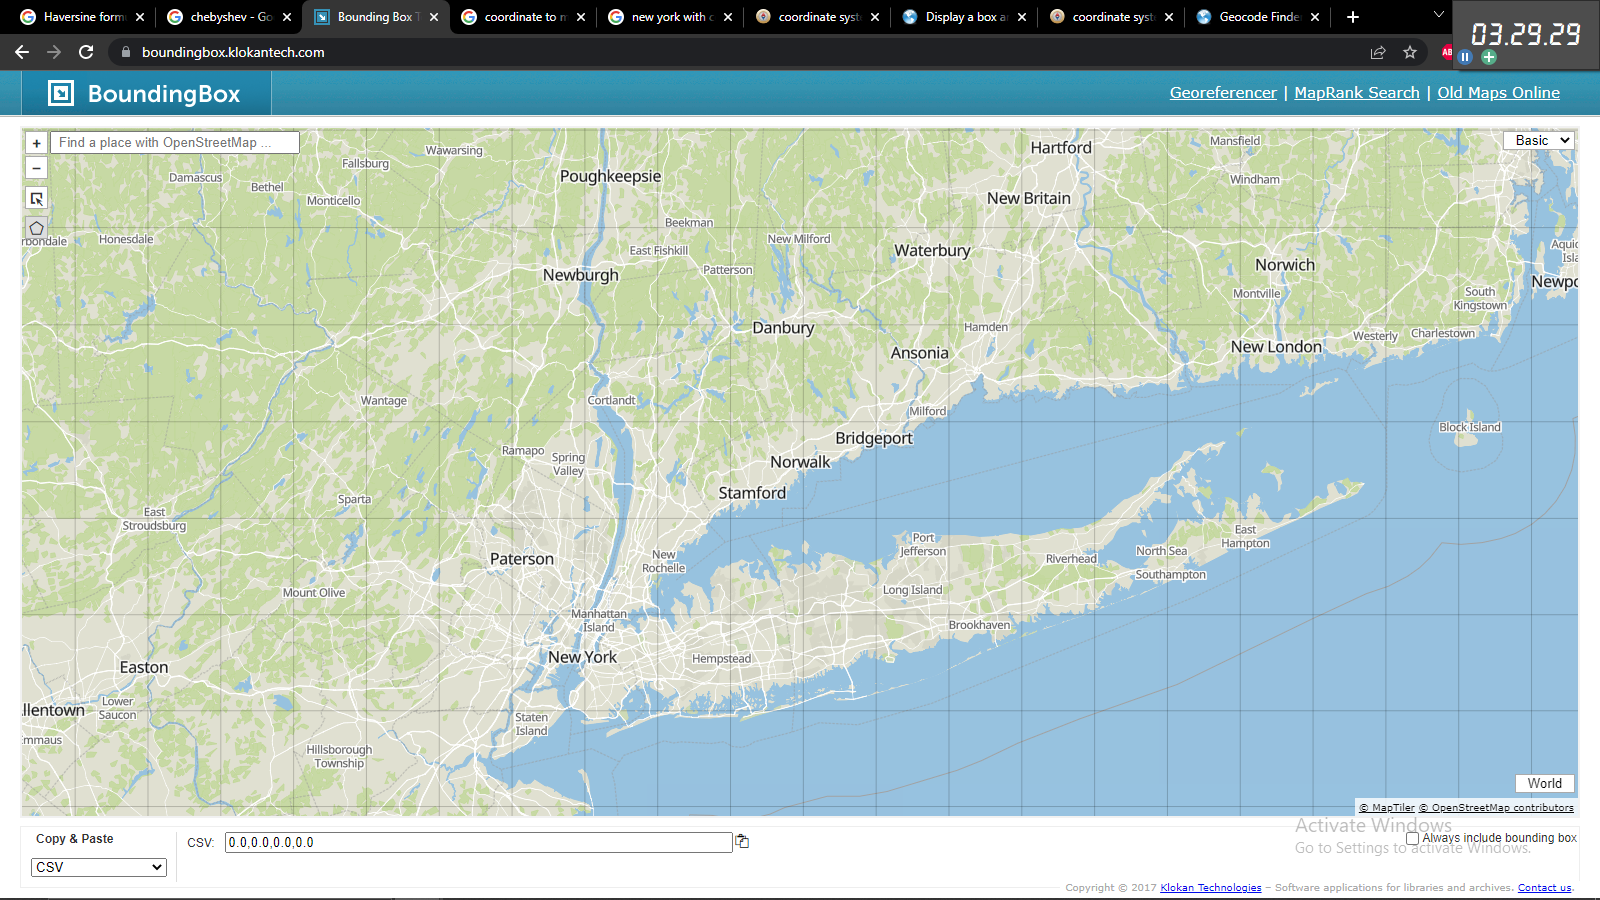 Haversine form
chebyshev - Go
Bounding Box T
coordinate to m
new york with c
coordinate syst
Display a box a
coordinate syst
Geocode Finde
03.29.29
boundingbox.klokantech.com
AB
BoundingBox
Georeferencer | MapRank Search | Old Maps Online
+
Find a place with OpenStreetMap ...
Basic
−
Hartford
Mansfield
Wawarsing
Fallsburg
Damascus
Bethel
Poughkeepsie
Windham
Monticello
New Britain
Beekman
rbondale
Honesdale
East Fishkill
New Milford
Waterbury
Patterson
Newburgh
Norwich
Newpo
Montville
South
Kingstown
Danbury
Hamden
Westerly
Charlestown
Ansonia
New London
Wantage
Cortlandt
Milford
Block Island
Bridgeport
Ramapo
Spring
Valley
Norwalk
Stamford
Sparta
East
Stroudsburg
Port
Jefferson
East
Hampton
Paterson
New
Rochelle
Riverhead
North Sea
Southampton
Mount Olive
Long Island
Manhattan
Island
Brookhaven
New York
Hempstead
Easton
llentown
Lower
Saucon
Staten
Island
mmaus
Hillsborough
Township
World
© MapTiler © OpenStreetMap contributors
Activate Windows
Go to Settings to activate Windows.
Copy & Paste
CSV: 0.0,0.0,0.0,0.0
Always include bounding box
CSV
Copyright © 2017 Klokan Technologies – Software applications for libraries and archives. Contact us.